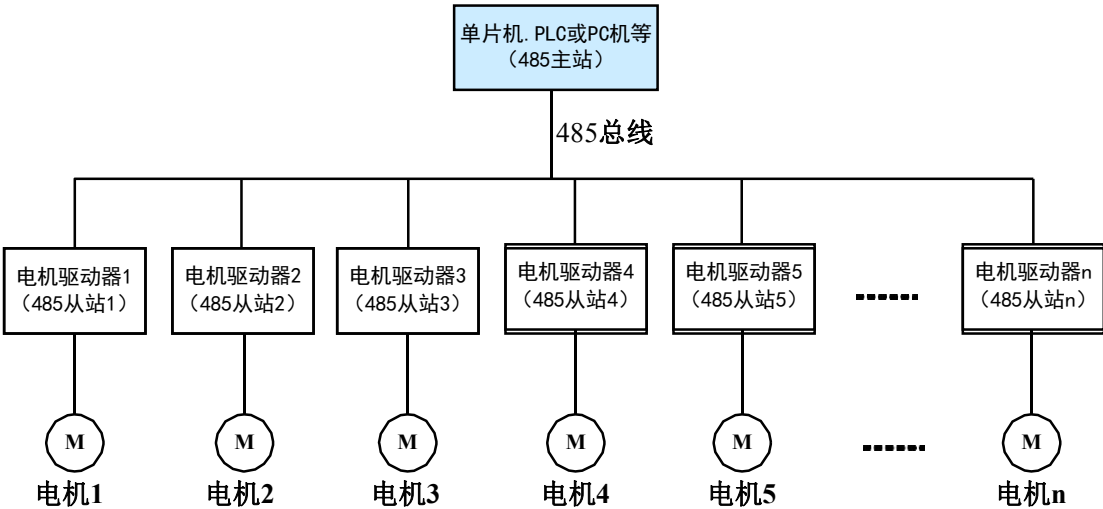 单片机.PLC或PC机等
（485主站）
485总线
电机驱动器1
（485从站1）
电机驱动器2
（485从站2）
电机驱动器3
（485从站3）
电机驱动器4
（485从站4）
电机驱动器5
（485从站5）
电机驱动器n
（485从站n）
M
M
M
M
M
M
电机1
电机2
电机3
电机4
电机5
电机n